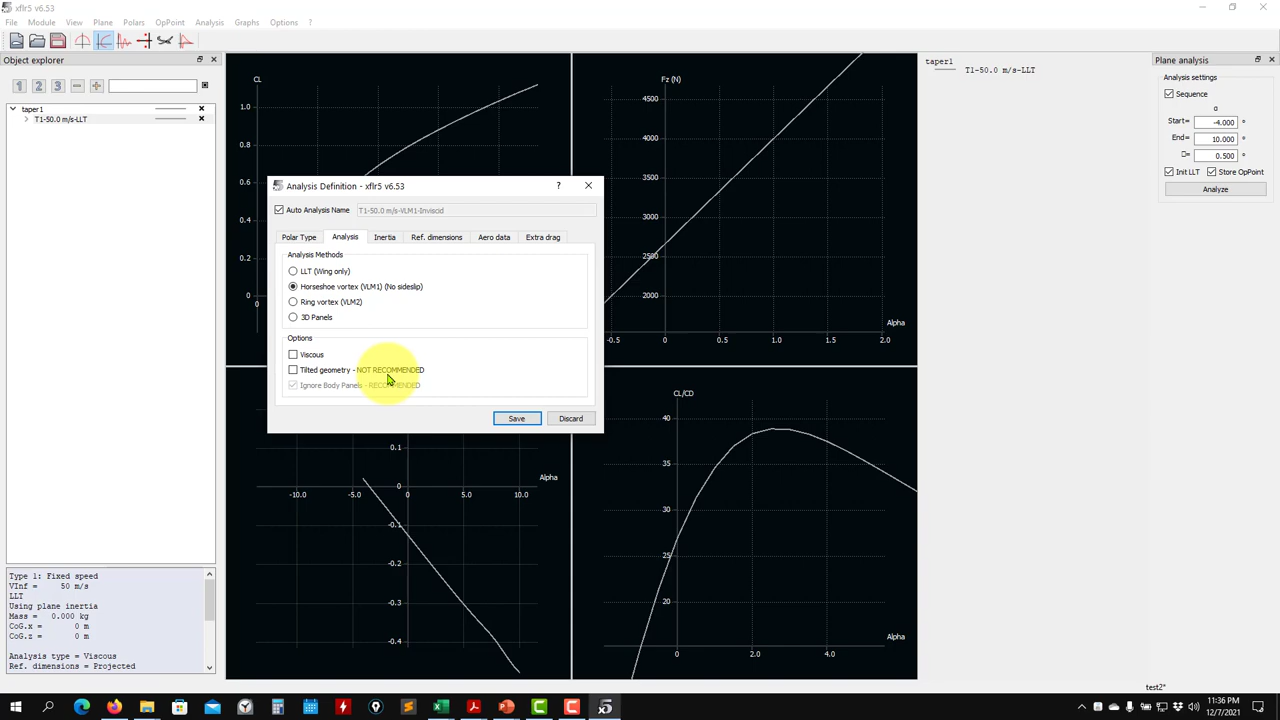 xflr5 v6.53
File Module View Plane Polars OpPoint Analysis Graphs Options ?
Object explorer
1 2 3
taper1
T1-50.0 m/s-LLT
Type 1: Fixed speed
VInf = 50 m/s
LLT
Using plane inertia
Mass = 0.000 kg
CoG.x = 0 m
CoG.z = 0 m
Analysis type = Viscous
Ref. dimensions = Projected
CL
1.0
0.8
0.6
0.4
0.2
0
0
Fz (N)
4500
4000
3500
3000
2500
2000
Alpha
-0.5 0 0.5 1.0 1.5 2.0
Analysis Definition - xflr5 v6.53
?
Auto Analysis Name T1-50.0 m/s-VLM1-Inviscid
Polar Type Analysis Inertia Ref. dimensions Aero data Extra drag
Analysis Methods
LLT (Wing only)
Horseshoe vortex (VLM1) (No sideslip)
Ring vortex (VLM2)
3D Panels
Options
Viscous
Tilted geometry - NOT RECOMMENDED
Ignore Body Panels - RECOMMENDED
Save Discard
0.1
Alpha
-10.0 -5.0 0 5.0 10.0
-0.1
-0.2
-0.3
-0.4
CL/CD
40
35
30
25
20
Alpha
0 2.0 4.0
taper1
T1-50.0 m/s-LLT
Plane analysis
Analysis settings
Sequence
α
Start= -4.000 °
End= 10.000 °
= 0.500 °
Init LLT Store OpPoint
Analyze
test2*
11:36 PM
12/7/2021